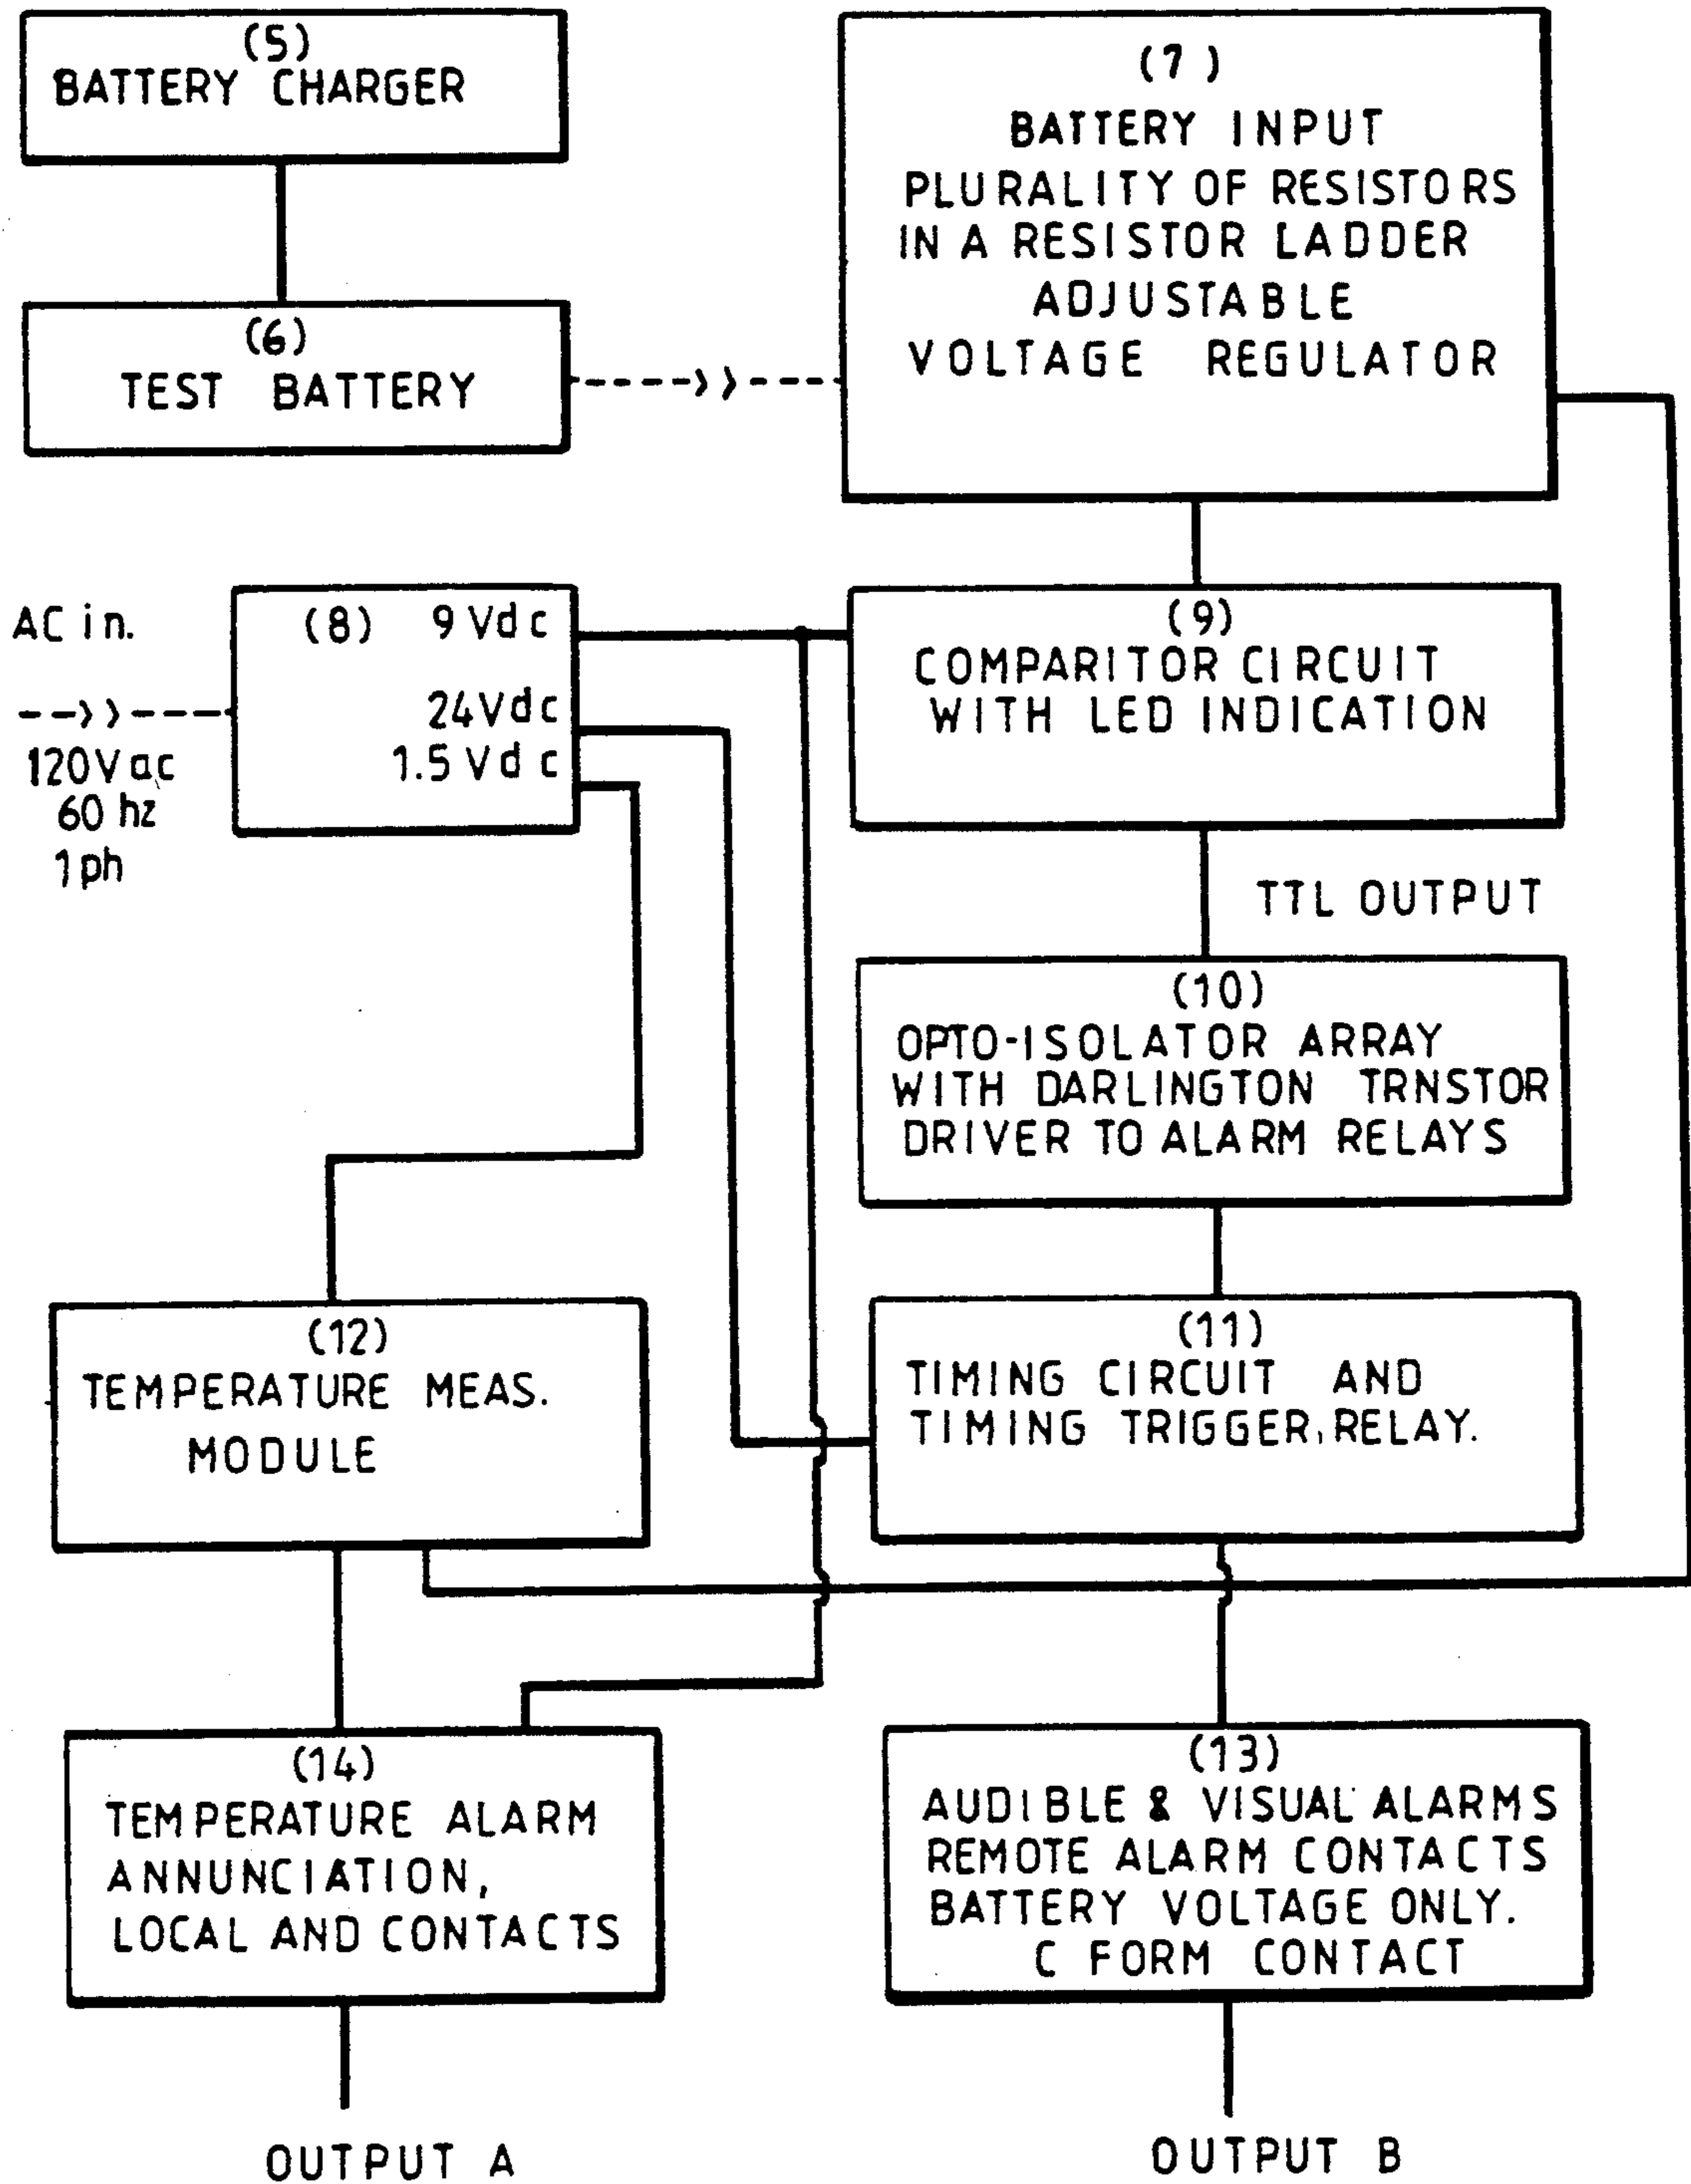 (5)
BATTERY CHARGER
(6)
TEST BATTERY
(7)
BATTERY INPUT
PLURALITY OF RESISTORS
IN A RESISTOR LADDER
ADJUSTABLE
VOLTAGE REGULATOR
AC in.
120Vac
60 hz
1ph
(8) 9 Vdc
24Vdc
1.5 Vdc
(9)
COMPARITOR CIRCUIT
WITH LED INDICATION
TTL OUTPUT
(10)
OPTO-ISOLATOR ARRAY
WITH DARLINGTON TRNSTOR
DRIVER TO ALARM RELAYS
(11)
TIMING CIRCUIT AND
TIMING TRIGGER, RELAY.
(12)
TEMPERATURE MEAS.
MODULE
(14)
TEMPERATURE ALARM
ANNUNCIATION,
LOCAL AND CONTACTS
(13)
AUDIBLE & VISUAL ALARMS
REMOTE ALARM CONTACTS
BATTERY VOLTAGE ONLY.
C FORM CONTACT
OUTPUT A
OUTPUT B